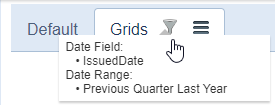 Default Grids
Date Field:
• IssuedDate
Date Range:
• Previous Quarter Last Year